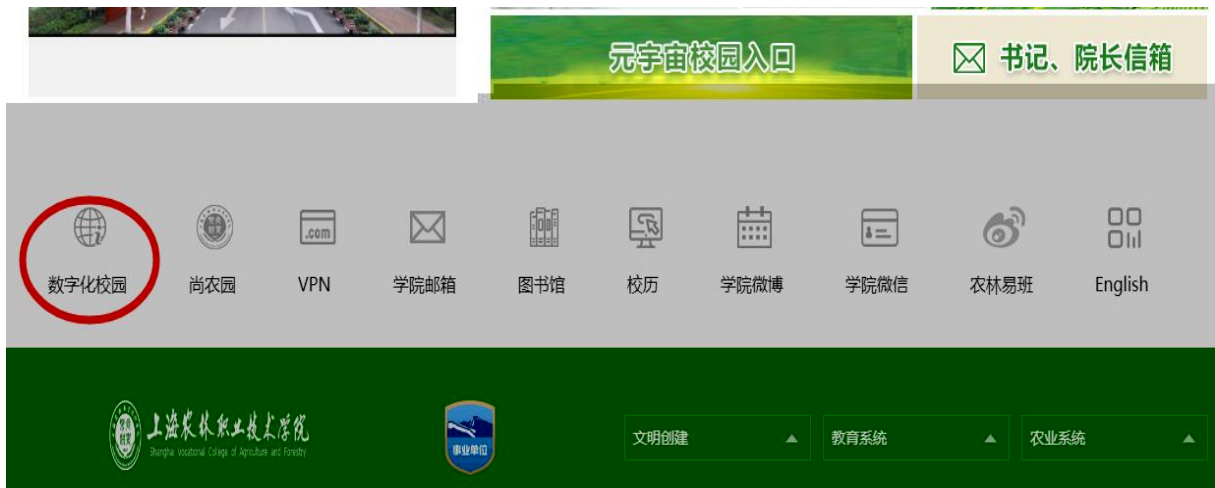 元宇宙校园入口
书记、院长信箱
.com
数字化校园
尚农园
VPN
学院邮箱
图书馆
校历
学院微博
学院微信
农林易班
English
上海农林职业技术学院
Shanghai Vocational College of Agriculture and Forestry
事业单位
文明创建
教育系统
农业系统